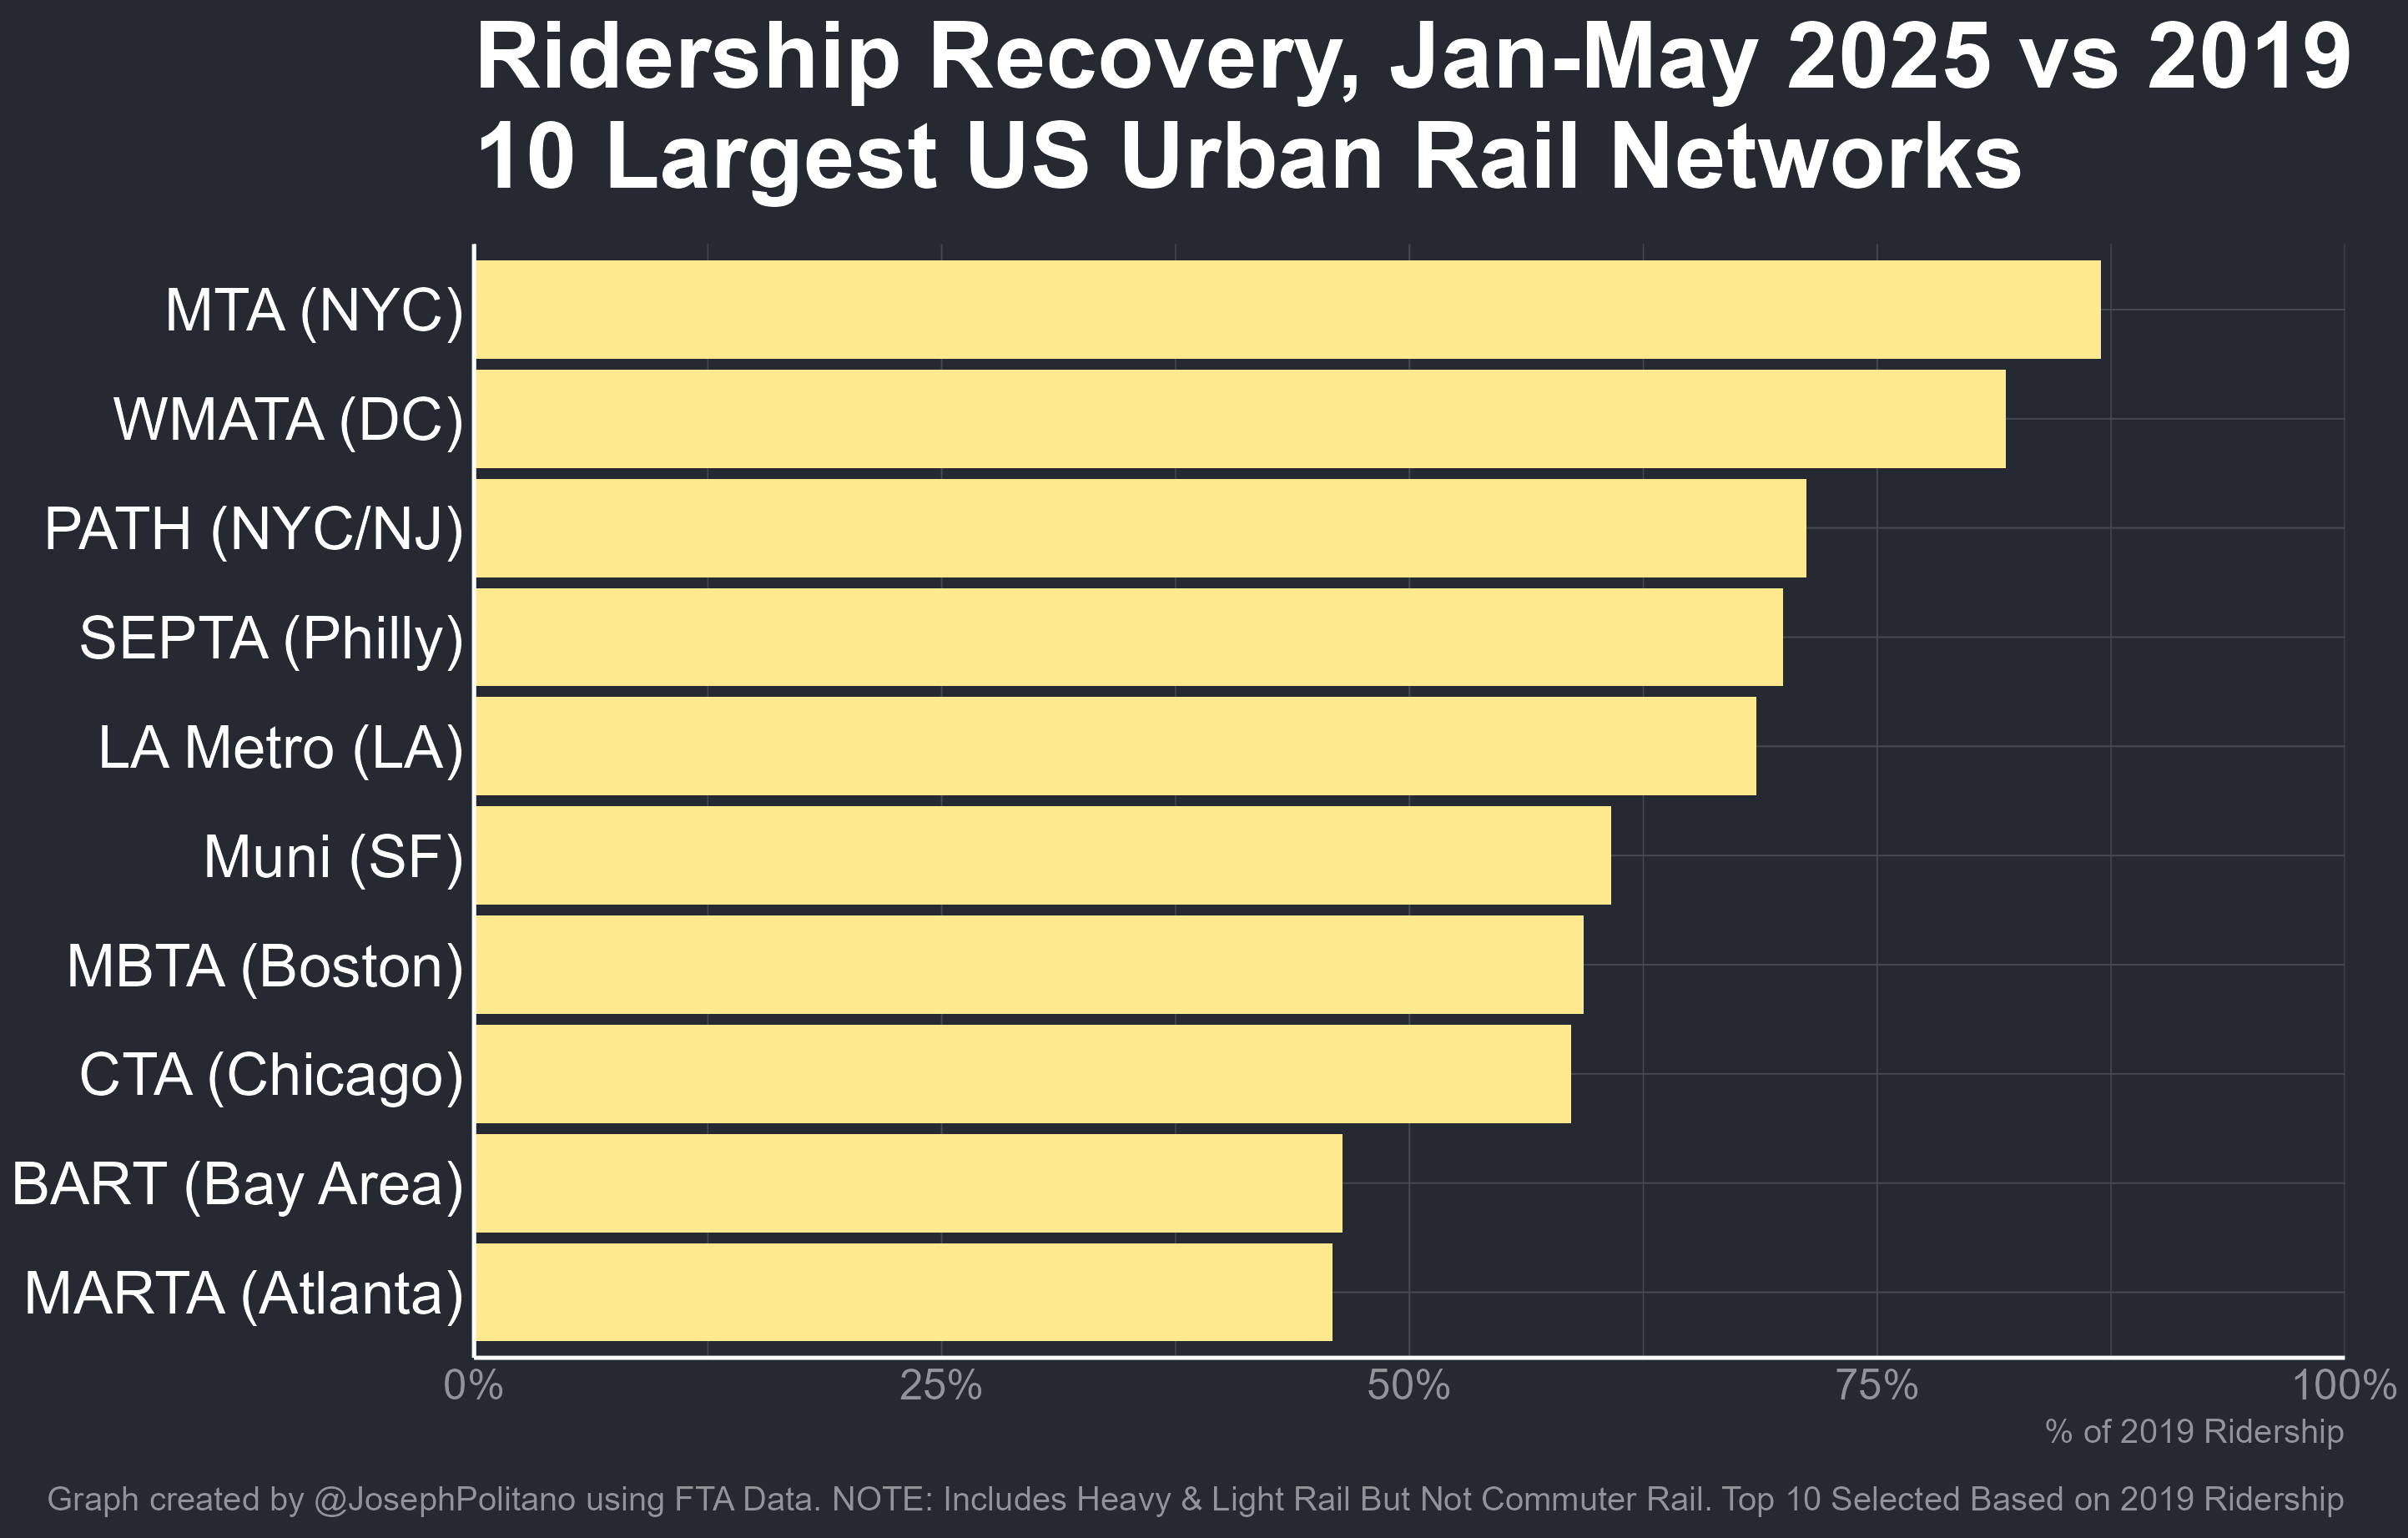 Ridership Recovery, Jan-May 2025 vs 2019
10 Largest US Urban Rail Networks
MTA (NYC)
WMATA (DC)
PATH (NYC/NJ)
SEPTA (Philly)
LA Metro (LA)
Muni (SF)
MBTA (Boston)
CTA (Chicago)
BART (Bay Area)
MARTA (Atlanta)
0% 25% 50% 75% 100%
% of 2019 Ridership
Graph created by @JosephPolitano using FTA Data. NOTE: Includes Heavy & Light Rail But Not Commuter Rail. Top 10 Selected Based on 2019 Ridership